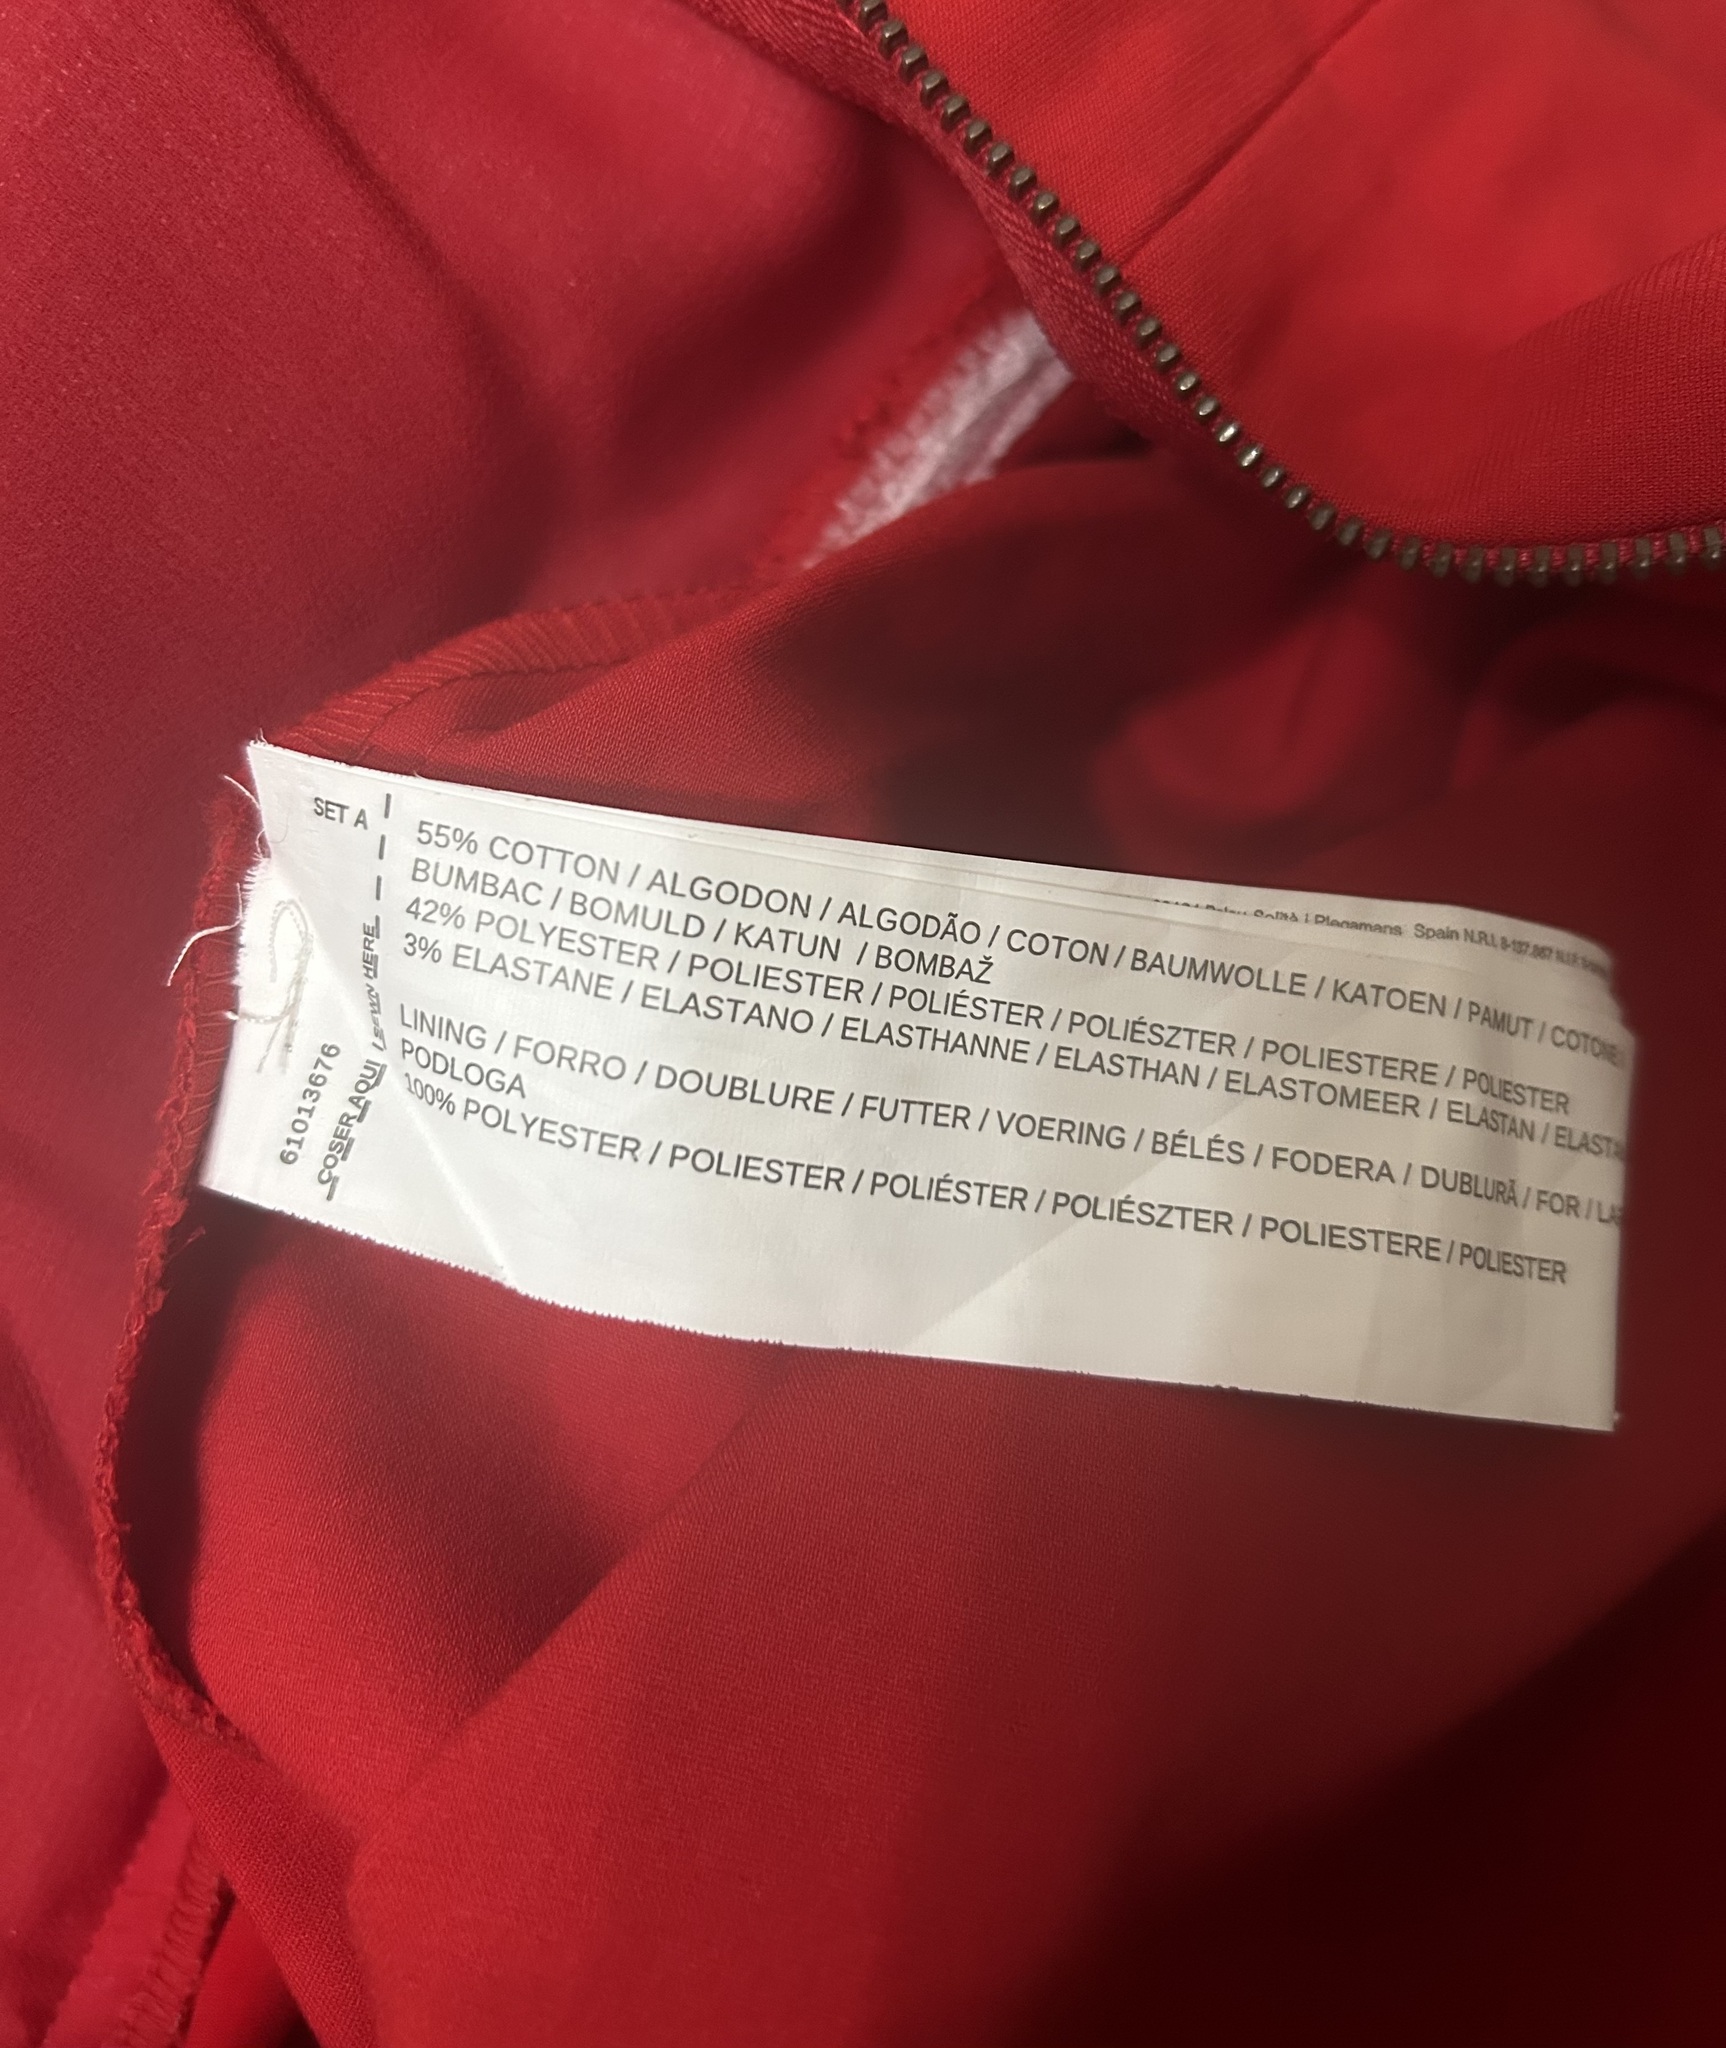 SET A
55% COTTON / ALGODON / ALGODÃO / COTON / BAUMWOLLE / KATOEN / PAMUT / COTONE
BUMBAC / BOMULD / KATUN / BOMBAŽ
42% POLYESTER / POLIESTER / POLIÉSTER / POLIÉSZTER / POLIESTERE / POLIESTER
3% ELASTANE / ELASTANO / ELASTHANNE / ELASTHAN / ELASTOMEER / ELASTAN /
LINING / FORRO / DOUBLURE / FUTTER / VOERING / BÉLÉS / FODERA / DUBLURĂ / FOR /
PODLOGA
100% POLYESTER / POLIESTER / POLIÉSTER / POLIÉSZTER / POLIESTERE / POLIESTER
61013676
COSER AQUI / SEWN HERE
i Plegamans Spain N.R.I.